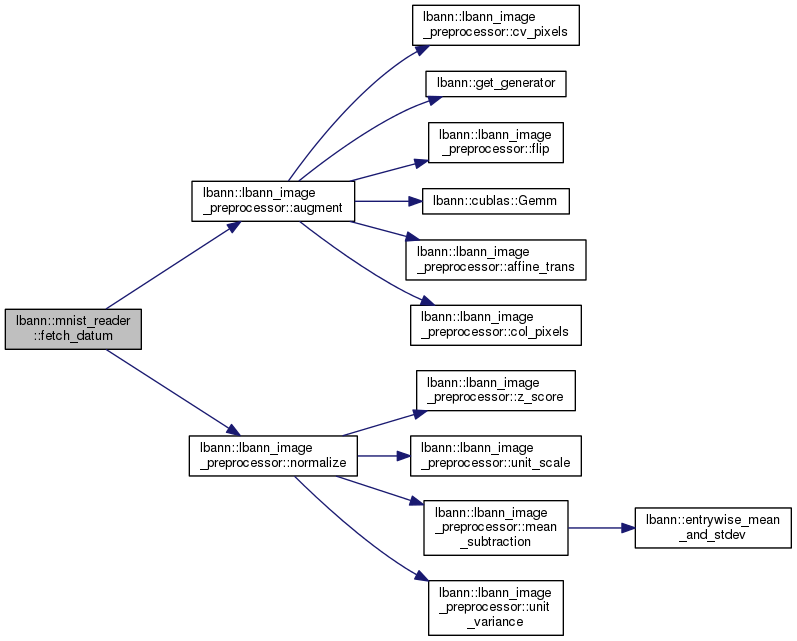 lbann::lbann_image
_preprocessor::cv_pixels
lbann::get_generator
lbann::lbann_image
_preprocessor::flip
lbann::lbann_image
_preprocessor::augment
lbann::cublas::Gemm
lbann::lbann_image
_preprocessor::affine_trans
lbann::mnist_reader
::fetch_datum
lbann::lbann_image
_preprocessor::col_pixels
lbann::lbann_image
_preprocessor::z_score
lbann::lbann_image
_preprocessor::normalize
lbann::lbann_image
_preprocessor::unit_scale
lbann::lbann_image
_preprocessor::mean
_subtraction
lbann::entrywise_mean
_and_stdev
lbann::lbann_image
_preprocessor::unit
_variance